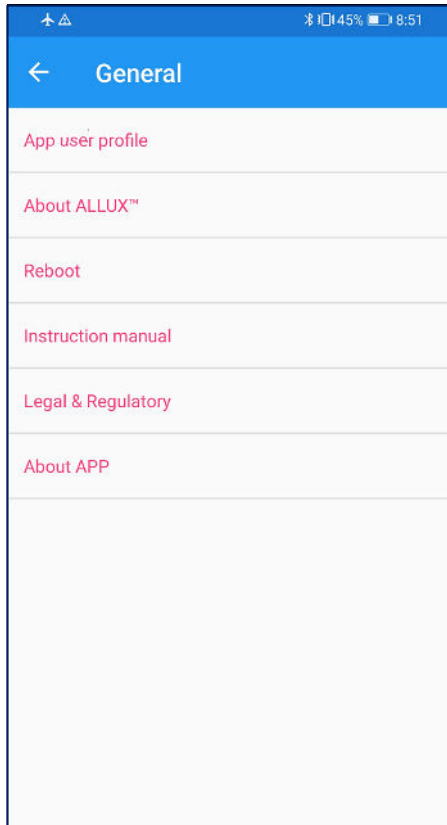 45% 8:51
General
App user profile
About ALLUX™
Reboot
Instruction manual
Legal & Regulatory
About APP